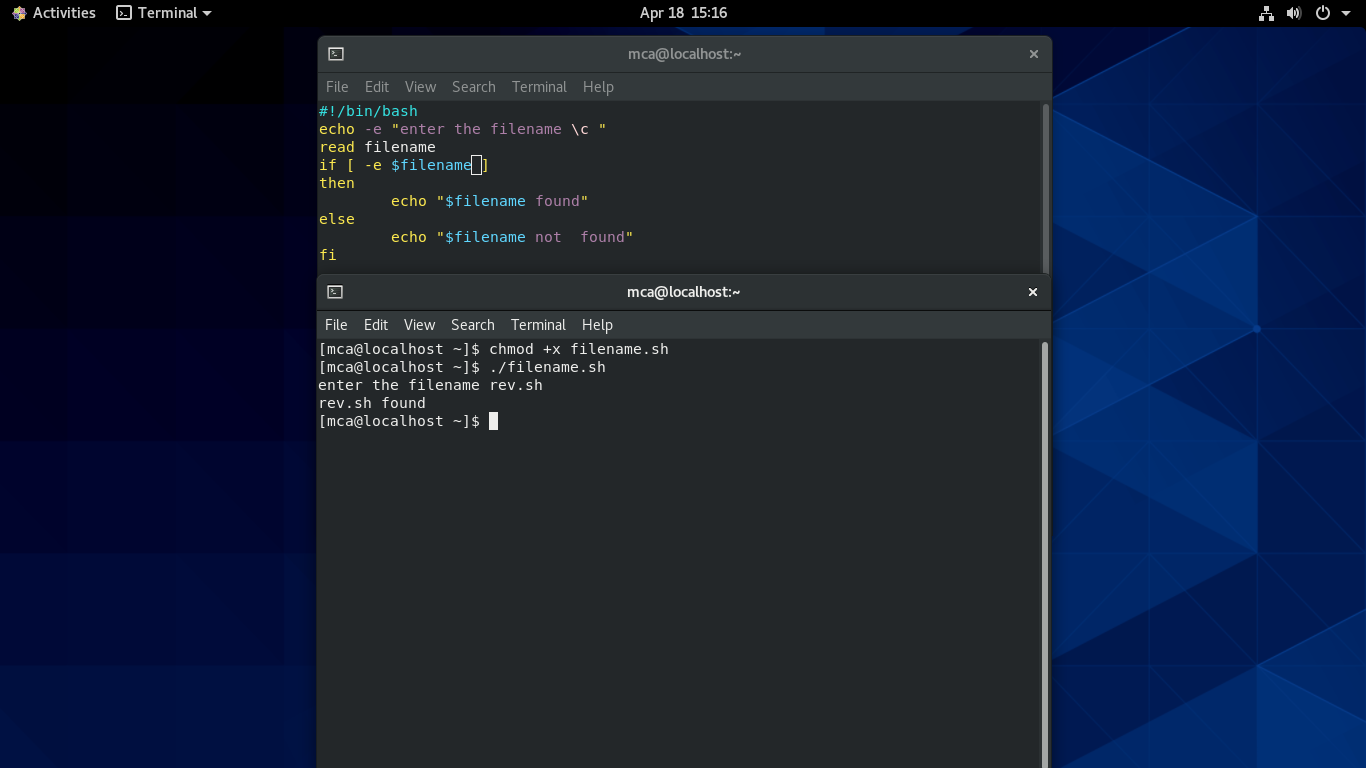 Activities Terminal Apr 18 15:16
mca@localhost:~
File Edit View Search Terminal Help
#!/bin/bash
echo -e "enter the filename \c "
read filename
if [ -e $filename ]
then
        echo "$filename found"
else
        echo "$filename not  found"
fi
mca@localhost:~
File Edit View Search Terminal Help
[mca@localhost ~]$ chmod +x filename.sh
[mca@localhost ~]$ ./filename.sh
enter the filename rev.sh
rev.sh found
[mca@localhost ~]$